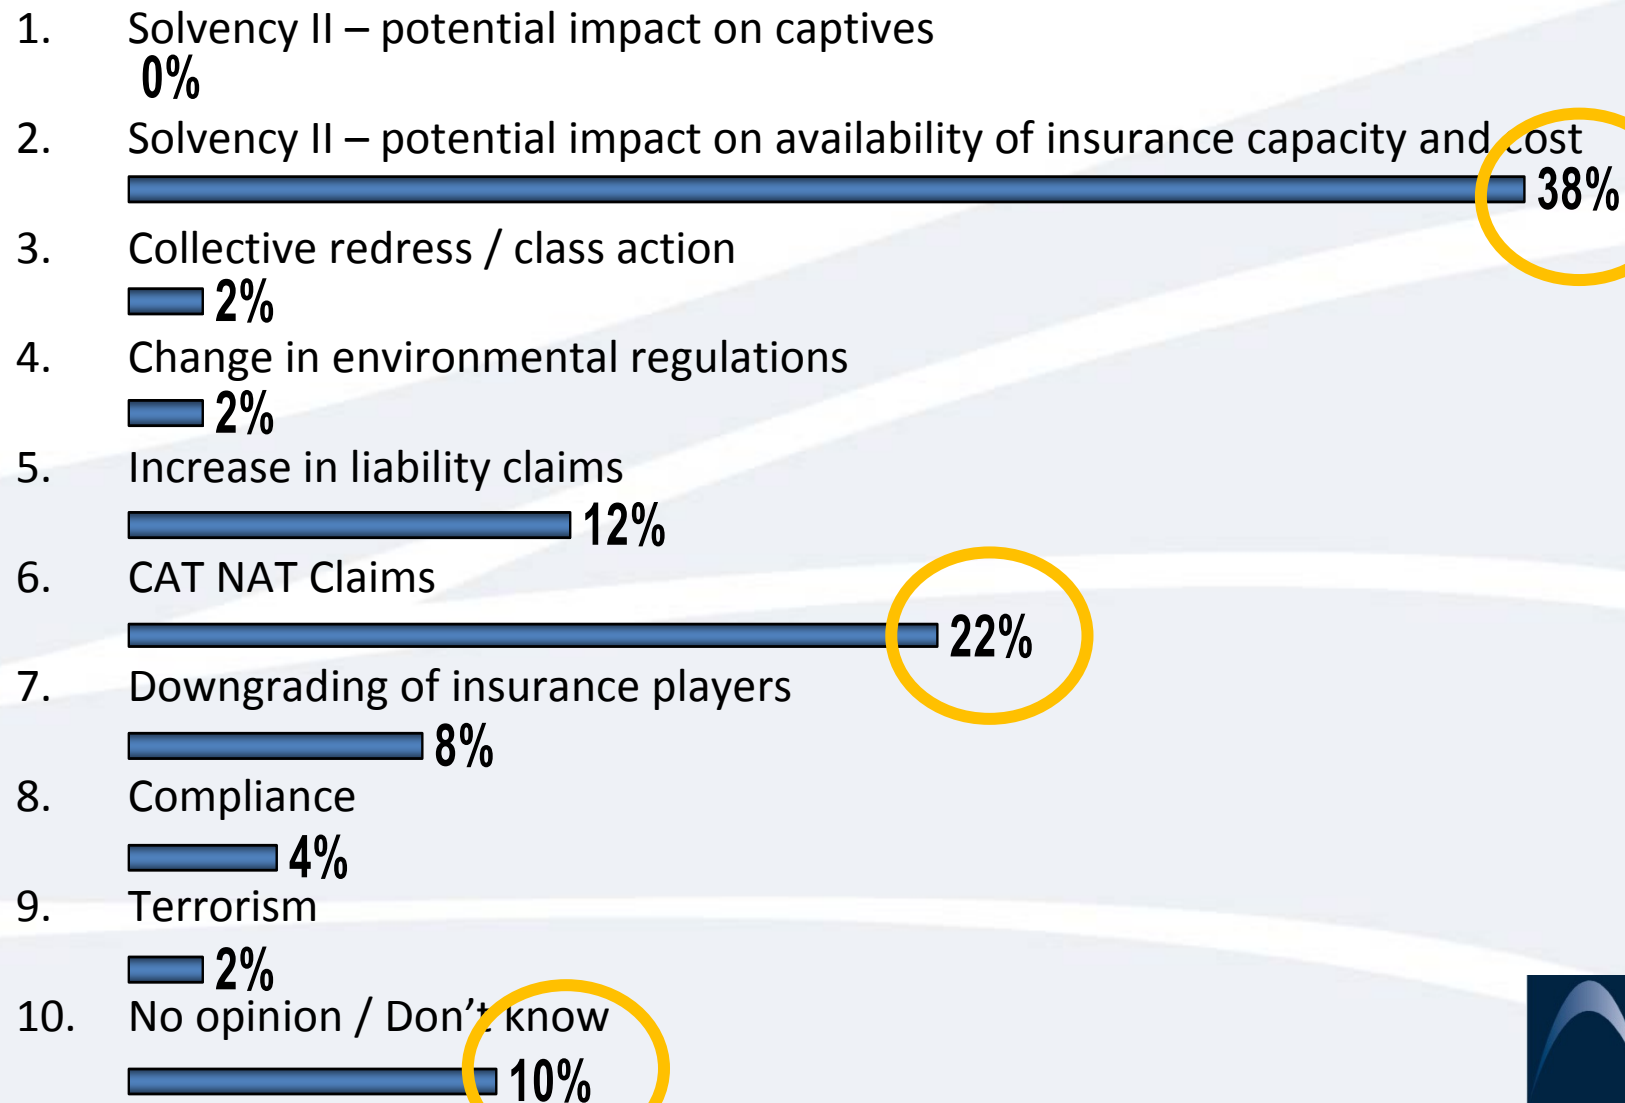 1. Solvency II – potential impact on captives
0%
2. Solvency II – potential impact on availability of insurance capacity and cost
38%
3. Collective redress / class action
2%
4. Change in environmental regulations
2%
5. Increase in liability claims
12%
6. CAT NAT Claims
22%
7. Downgrading of insurance players
8%
8. Compliance
4%
9. Terrorism
2%
10. No opinion / Don’t know
10%